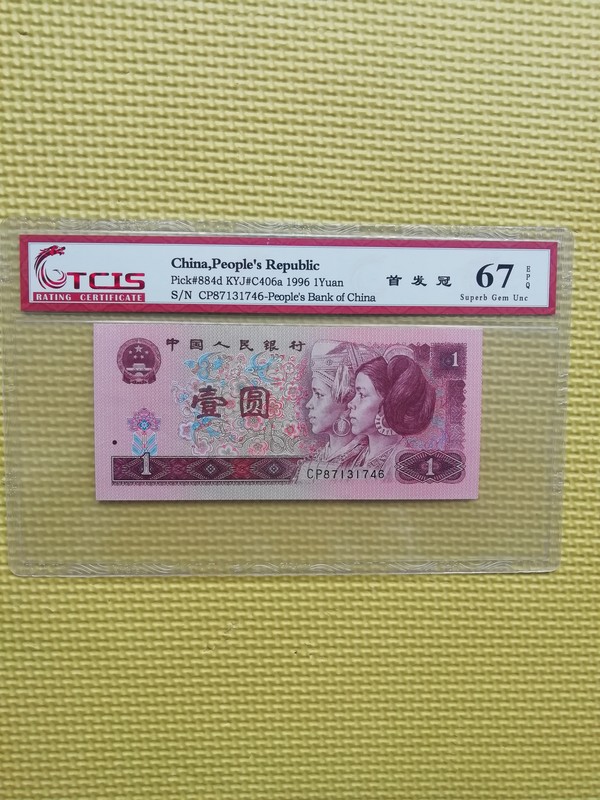 TCIS
RATING CERTIFICATE
China,People's Republic
Pick#884d KYJ#C406a 1996 1Yuan
S/N CP87131746-People's Bank of China
首发冠
67
EPQ
Superb Gem Unc
中国人民银行
壹圆
1
1
CP87131746
1